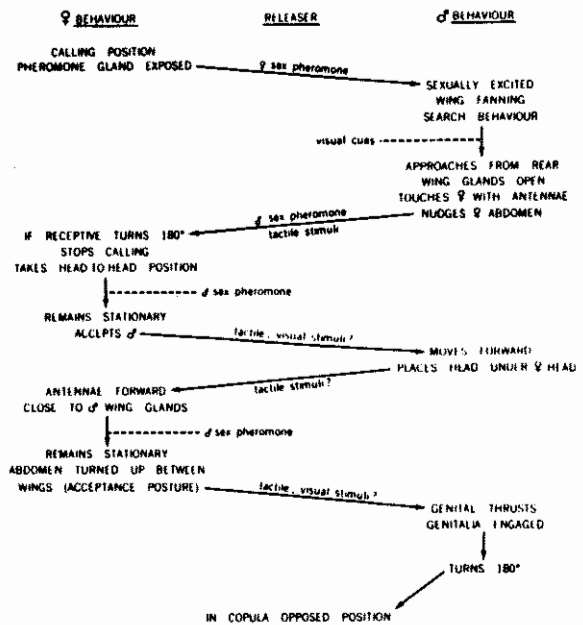 ♀ BEHAVIOUR
RELEASER
♂ BEHAVIOUR
CALLING POSITION
PHEROMONE GLAND EXPOSED
♀ sex pheromone
SEXUALLY EXCITED
WING FANNING
SEARCH BEHAVIOUR
visual cues
APPROACHES FROM REAR
WING GLANDS OPEN
TOUCHES ♀ WITH ANTENNAE
NUDGES ♀ ABDOMEN
♂ sex pheromone
tactile stimuli
IF RECEPTIVE TURNS 180°
STOPS CALLING
TAKES HEAD TO HEAD POSITION
♂ sex pheromone
REMAINS STATIONARY
ACCEPTS ♂
tactile, visual stimuli?
MOVES FORWARD
PLACES HEAD UNDER ♀ HEAD
tactile stimuli?
ANTENNAE FORWARD
CLOSE TO ♂ WING GLANDS
♂ sex pheromone
REMAINS STATIONARY
ABDOMEN TURNED UP BETWEEN
WINGS (ACCEPTANCE POSTURE)
tactile, visual stimuli?
GENITAL THRUSTS
GENITALIA ENGAGED
TURNS 180°
IN COPULA OPPOSED POSITION